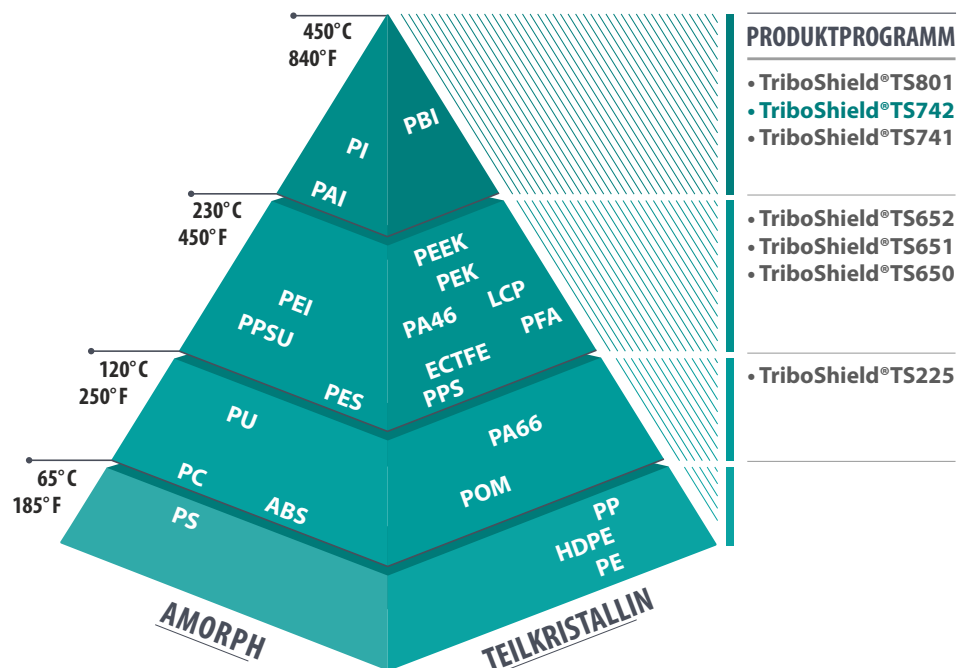 450°C
840°F
PRODUKTPROGRAMM
• TriboShield®TS801
• TriboShield®TS742
• TriboShield®TS741
PBI
PI
PAI
230°C
450°F
• TriboShield®TS652
• TriboShield®TS651
• TriboShield®TS650
PEEK
PEK
LCP
PEI
PA46
PFA
PPSU
ECTFE
PES
PPS
120°C
250°F
• TriboShield®TS225
PU
PA66
PC
POM
ABS
65°C
185°F
PS
PP
HDPE
PE
AMORPH
TEILKRISTALLIN